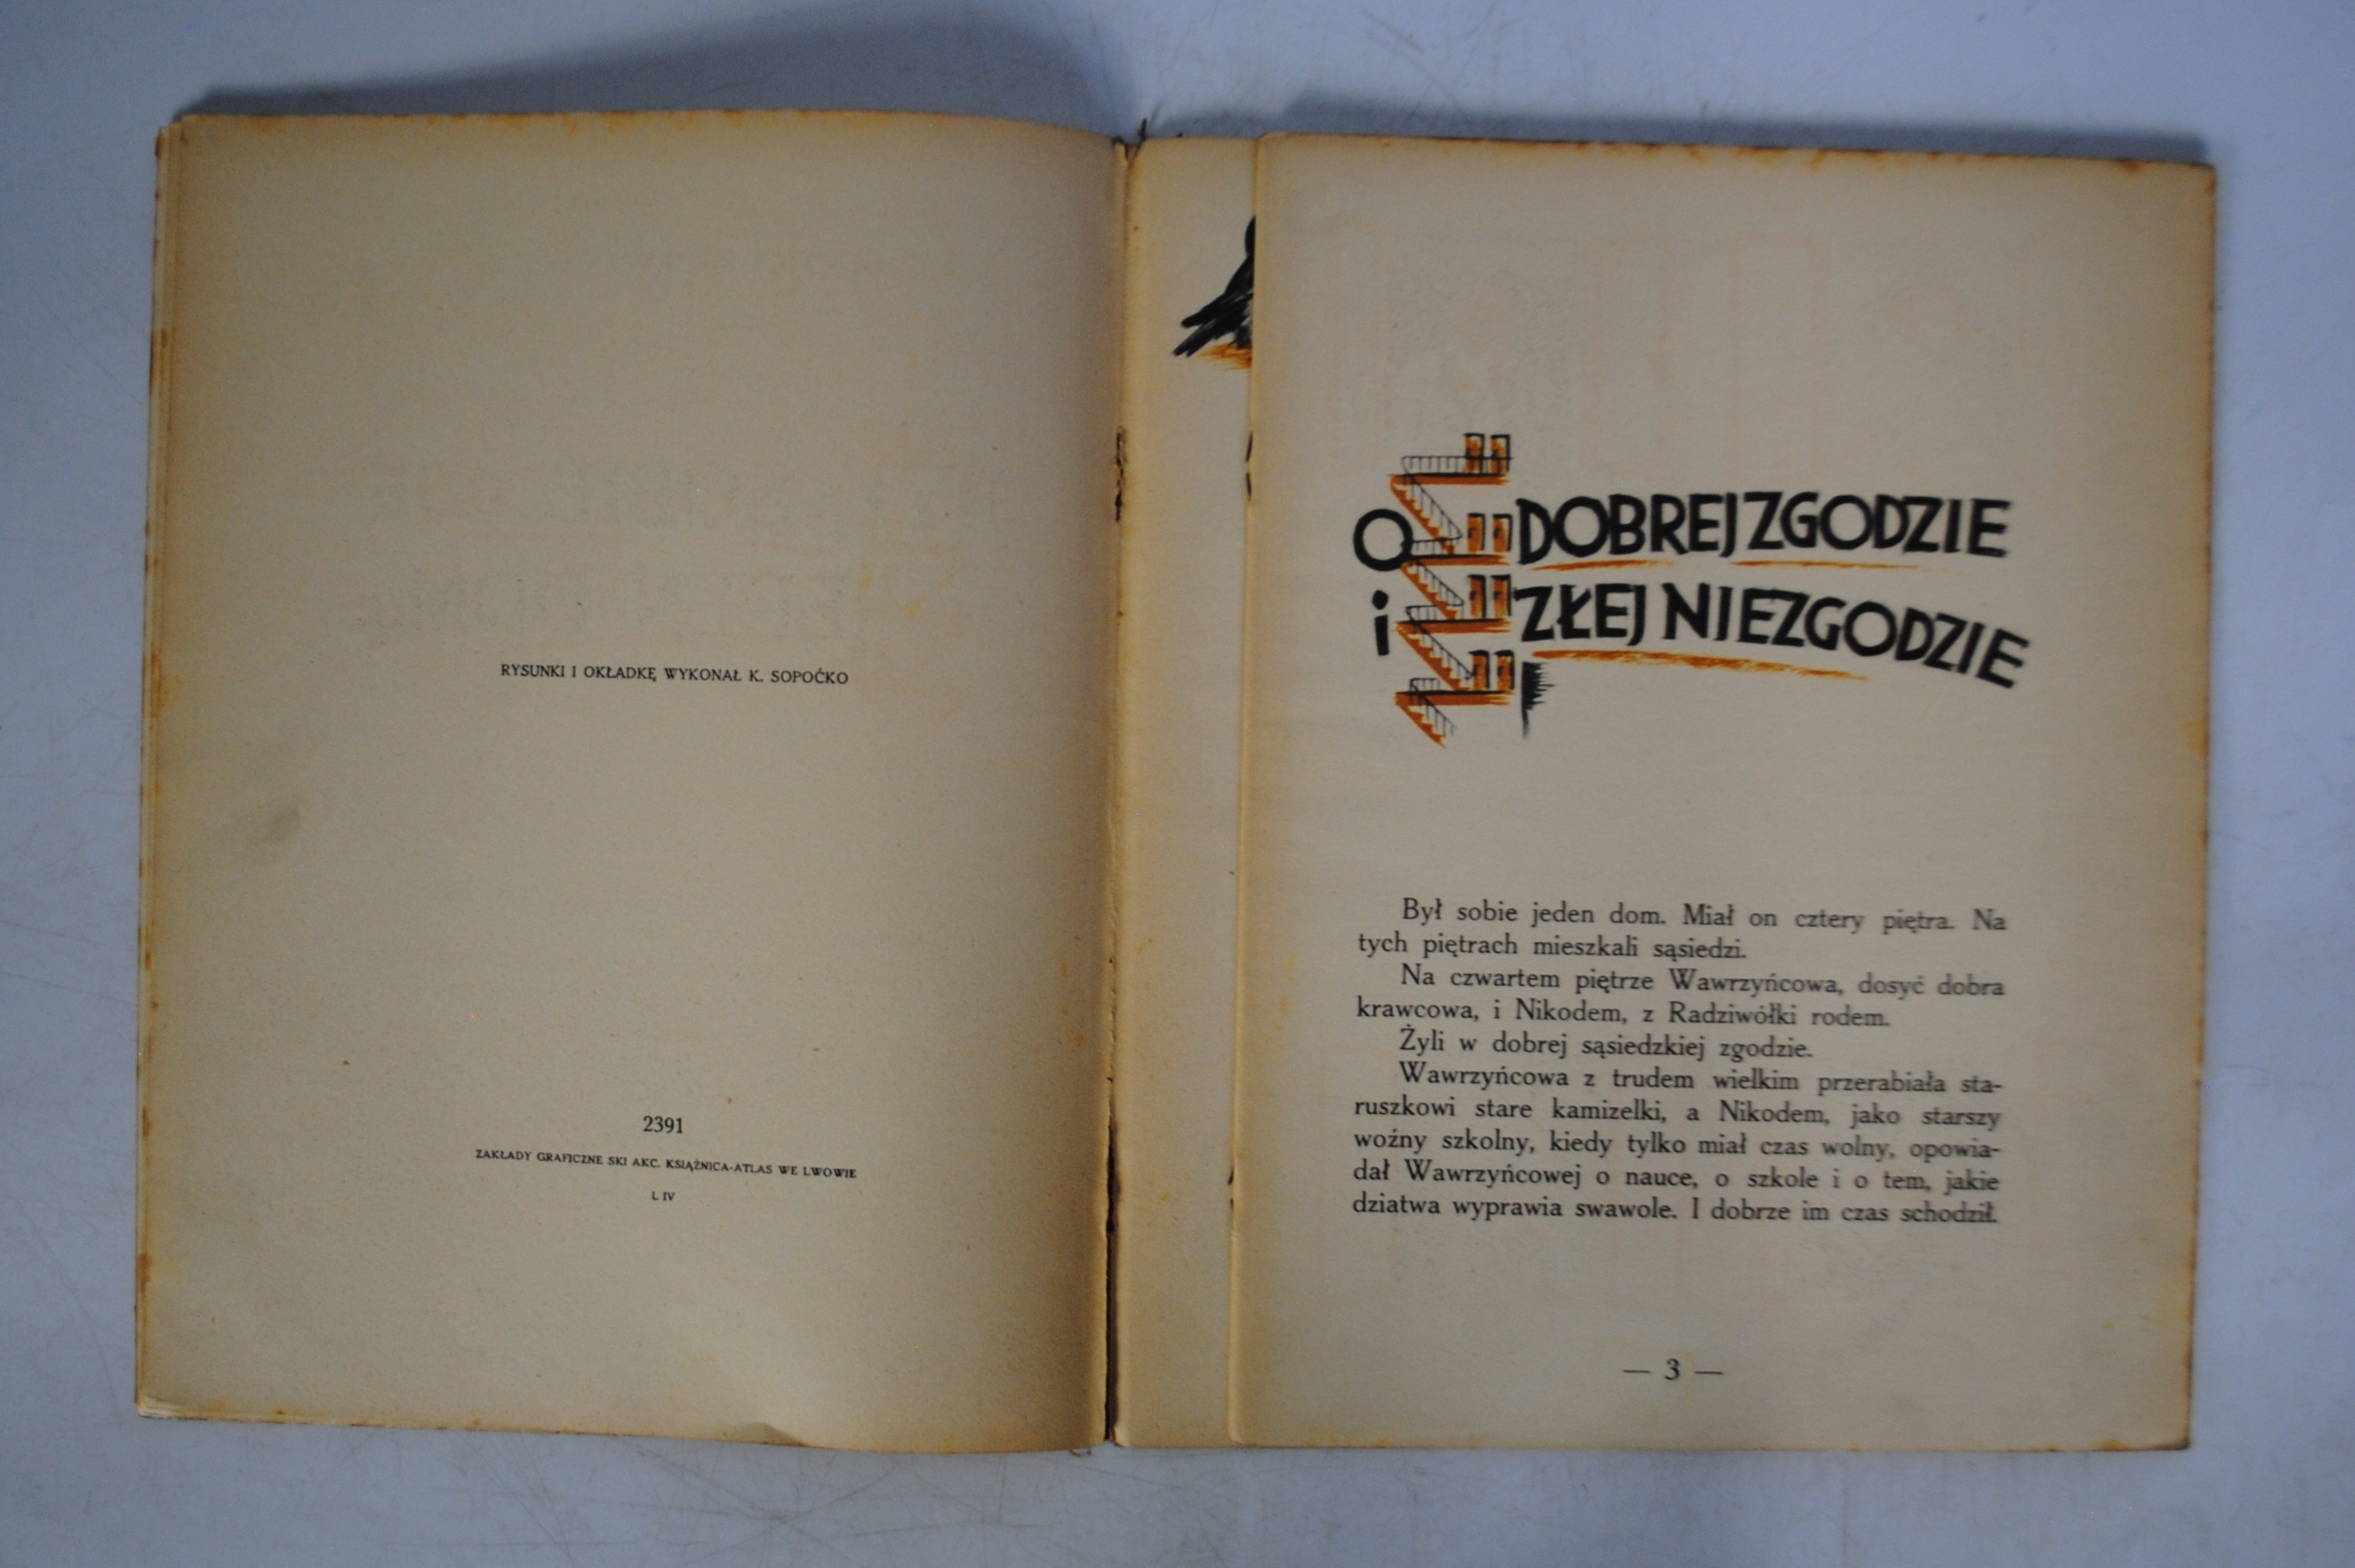 RYSUNKI I OKŁADKĘ WYKONAŁ K. SOPOĆKO
2391
ZAKŁADY GRAFICZNE SKI AKC. KSIĄŻNICA-ATLAS WE LWOWIE
L IV
O DOBREJ ZGODZIE
i ZŁEJ NIEZGODZIE
Był sobie jeden dom. Miał on cztery piętra. Na
tych piętrach mieszkali sąsiedzi.
Na czwartem piętrze Wawrzyńcowa, dosyć dobra
krawcowa, i Nikodem, z Radziwółki rodem.
Żyli w dobrej sąsiedzkiej zgodzie.
Wawrzyńcowa z trudem wielkim przerabiała sta-
ruszkowi stare kamizelki, a Nikodem, jako starszy
woźny szkolny, kiedy tylko miał czas wolny, opowia-
dał Wawrzyńcowej o nauce, o szkole i o tem, jakie
dziatwa wyprawia swawole. I dobrze im czas schodził.
— 3 —